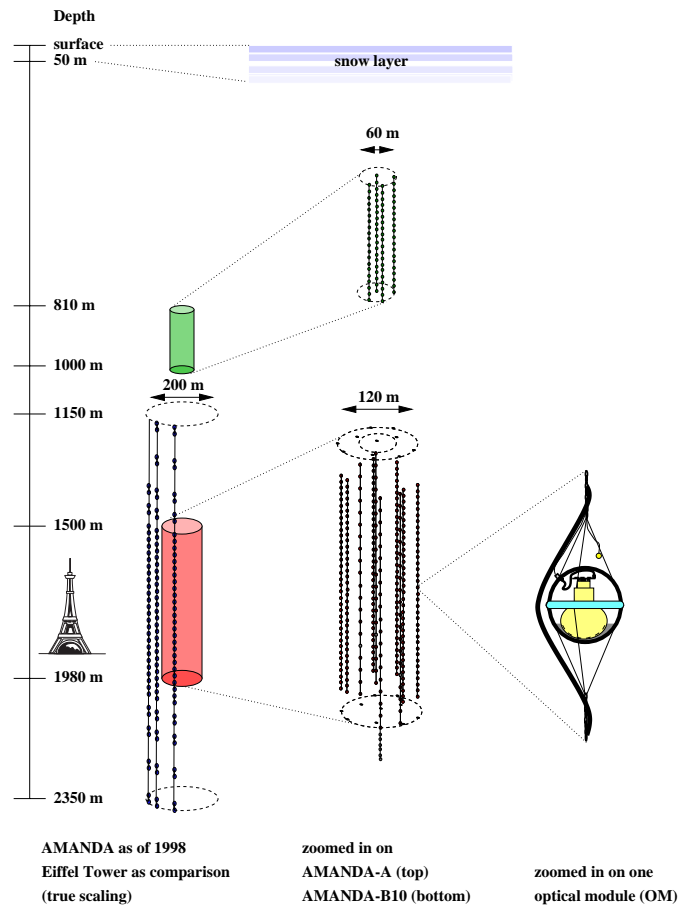 Depth
surface
50 m
snow layer
60 m
810 m
1000 m
200 m
1150 m
120 m
1500 m
1980 m
2350 m
AMANDA as of 1998
Eiffel Tower as comparison
(true scaling)
zoomed in on
AMANDA-A (top)
AMANDA-B10 (bottom)
zoomed in on one
optical module (OM)